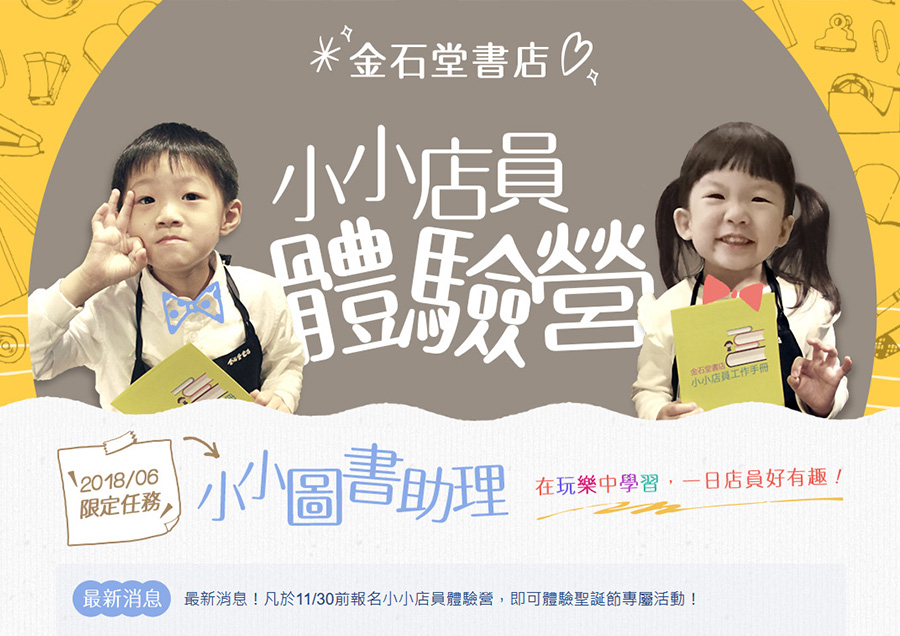 金石堂書店
小小店員
體驗營
金石堂書店
小小店員工作手冊
2018/06
限定任務
小小圖書助理
在玩樂中學習，一日店員好有趣！
最新消息
最新消息！凡於11/30前報名小小店員體驗營，即可體驗聖誕節專屬活動！